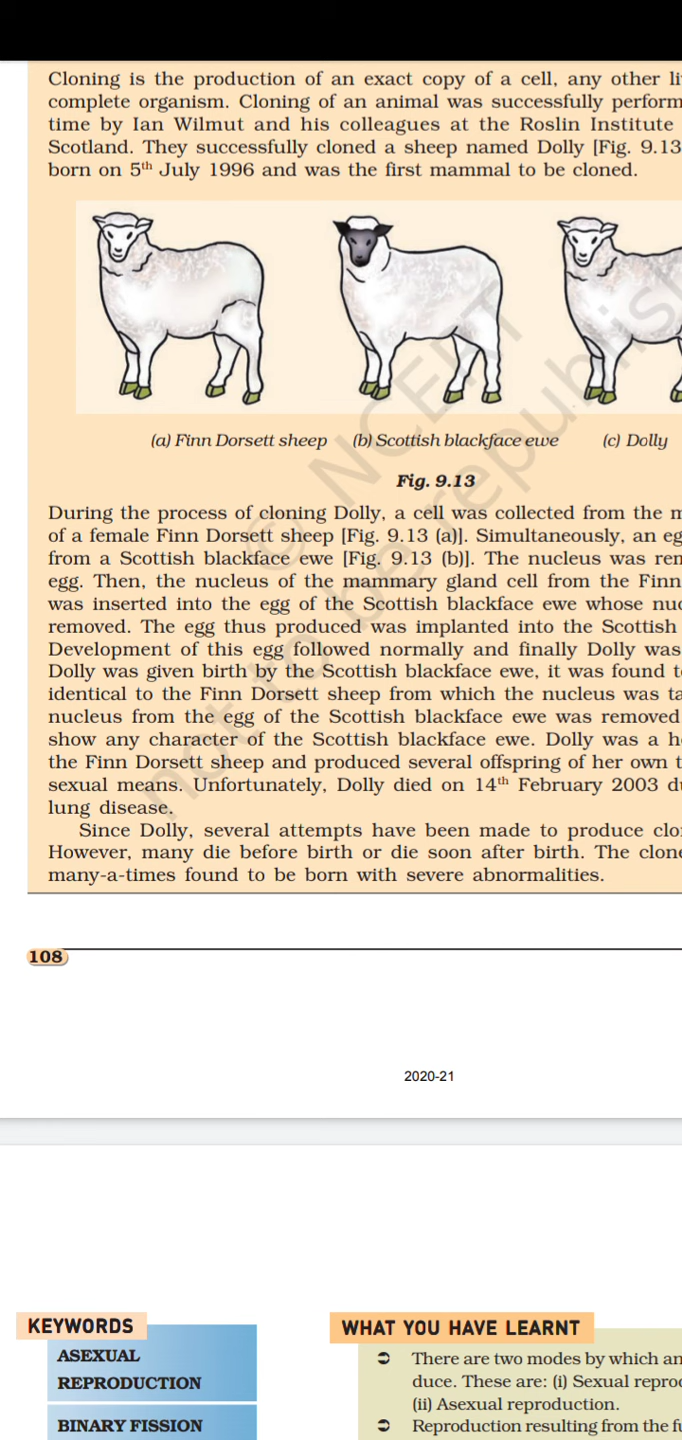 Cloning is the production of an exact copy of a cell, any other
complete organism. Cloning of an animal was successfully
time by Ian Wilmut and his colleagues at the Roslin Institute
Scotland. They successfully cloned a sheep named Dolly [Fig. 9.13
born on 5th July 1996 and was the first mammal to be cloned.
(a) Finn Dorsett sheep (b) Scottish blackface ewe (c) Dolly
Fig. 9.13
During the process of cloning Dolly, a cell was collected from the
of a female Finn Dorsett sheep [Fig. 9.13 (a)]. Simultaneously, an
from a Scottish blackface ewe [Fig. 9.13 (b)]. The nucleus was
egg. Then, the nucleus of the mammary gland cell from the Finn
was inserted into the egg of the Scottish blackface ewe whose
removed. The egg thus produced was implanted into the Scottish
Development of this egg followed normally and finally Dolly was
Dolly was given birth by the Scottish blackface ewe, it was found
identical to the Finn Dorsett sheep from which the nucleus was
nucleus from the egg of the Scottish blackface ewe was removed
show any character of the Scottish blackface ewe. Dolly was a
the Finn Dorsett sheep and produced several offspring of her own
sexual means. Unfortunately, Dolly died on 14th February 2003
lung disease.
Since Dolly, several attempts have been made to produce
However, many die before birth or die soon after birth. The
many-a-times found to be born with severe abnormalities.
© NCERT
not to be republish
108
2020-21
KEYWORDS
ASEXUAL
REPRODUCTION
BINARY FISSION
WHAT YOU HAVE LEARNT
There are two modes by which
duce. These are: (i) Sexual
(ii) Asexual reproduction.
Reproduction resulting from the